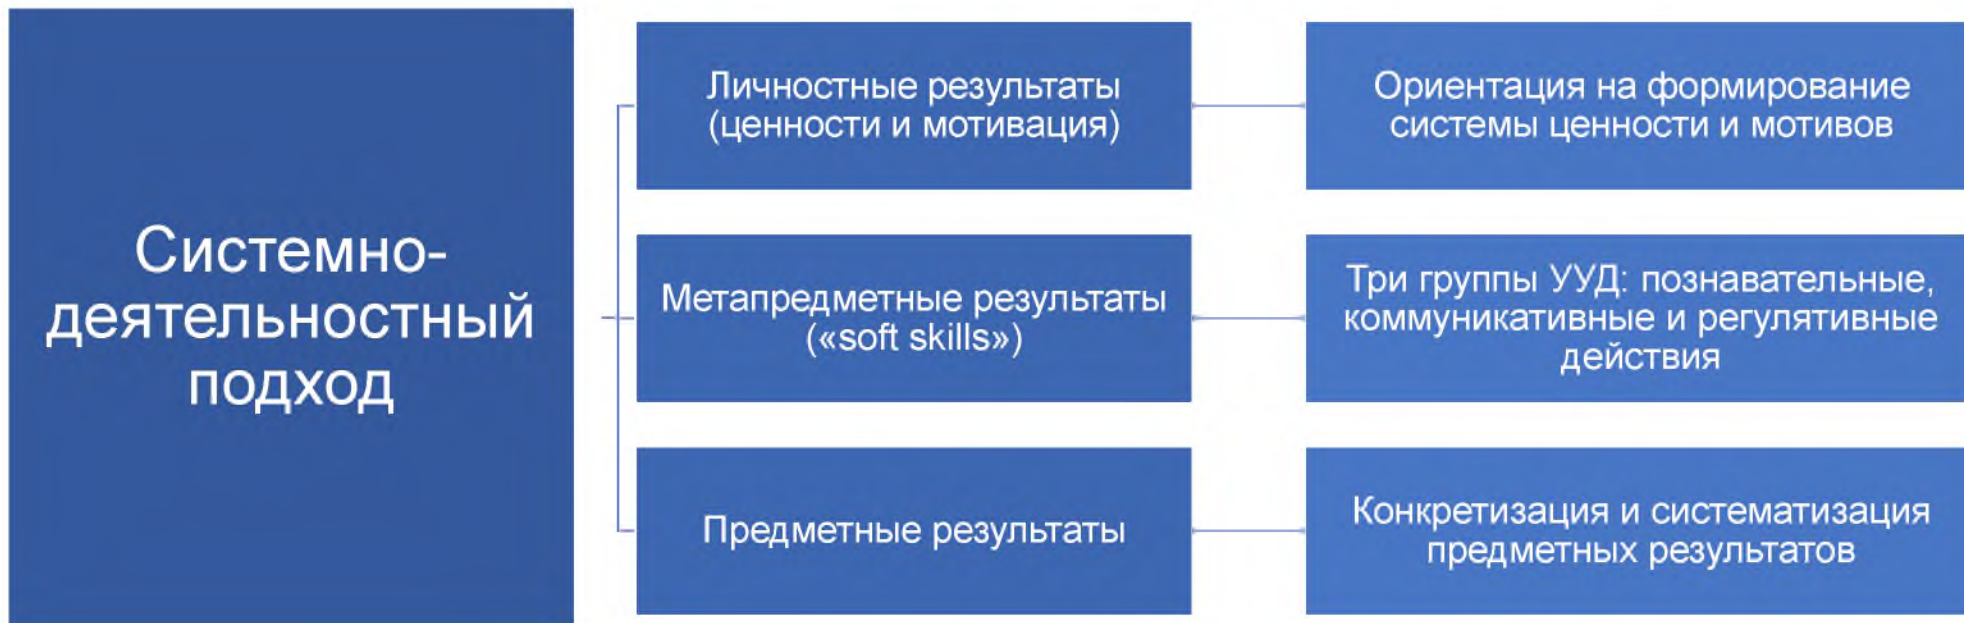 Системно-
деятельностный
подход
Личностные результаты
(ценности и мотивация)
Ориентация на формирование
системы ценности и мотивов
Метапредметные результаты
(«soft skills»)
Три группы УУД: познавательные,
коммуникативные и регулятивные
действия
Предметные результаты
Конкретизация и систематизация
предметных результатов